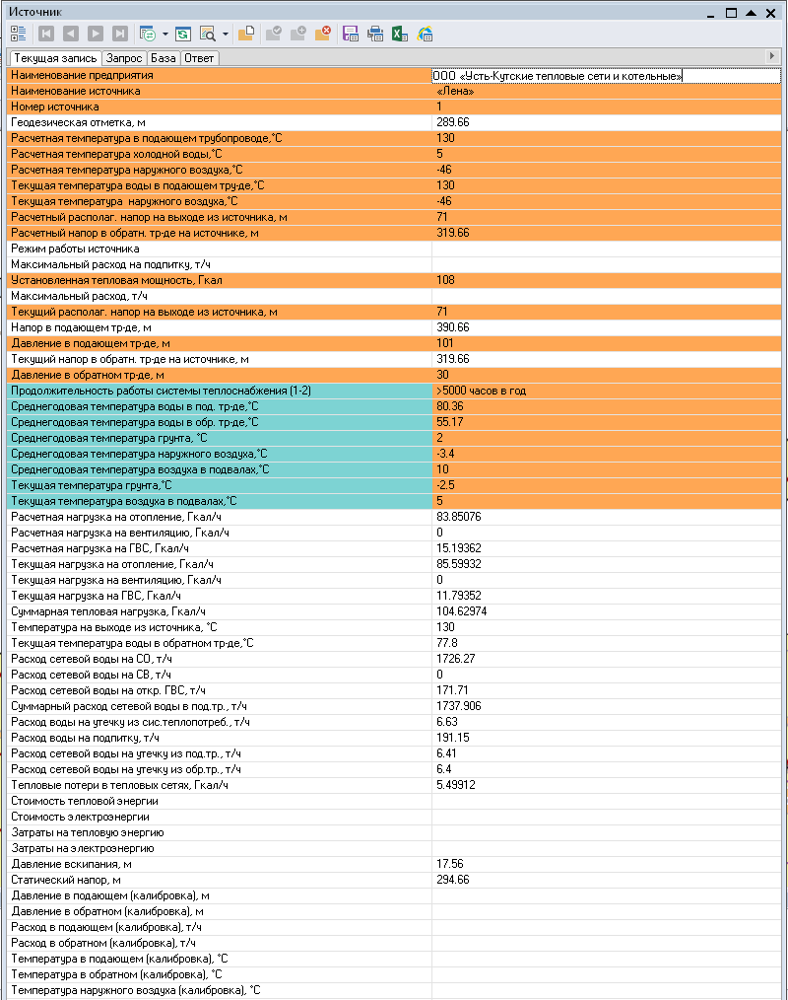 Источник
Текущая запись Запрос База Ответ
Наименование предприятия ООО «Усть-Кутские тепловые сети и котельные»
Наименование источника «Лена»
Номер источника 1
Геодезическая отметка, м 289.66
Расчетная температура в подающем трубопроводе,°C 130
Расчетная температура холодной воды,°C 5
Расчетная температура наружного воздуха,°C -46
Текущая температура воды в подающем тру-де,°C 130
Текущая температура наружного воздуха,°C -46
Расчетный располаг. напор на выходе из источника, м 71
Расчетный напор в обратн. тр-де на источнике, м 319.66
Режим работы источника
Максимальный расход на подпитку, т/ч
Установленная тепловая мощность, Гкал 108
Максимальный расход, т/ч
Текущий располаг. напор на выходе из источника, м 71
Напор в подающем тр-де, м 390.66
Давление в подающем тр-де, м 101
Текущий напор в обратн. тр-де на источнике, м 319.66
Давление в обратном тр-де, м 30
Продолжительность работы системы теплоснабжения (1-2) >5000 часов в год
Среднегодовая температура воды в под. тр-де,°C 80.36
Среднегодовая температура воды в обр. тр-де,°C 55.17
Среднегодовая температура грунта, °C 2
Среднегодовая температура наружного воздуха,°C -3.4
Среднегодовая температура воздуха в подвалах,°C 10
Текущая температура грунта,°C -2.5
Текущая температура воздуха в подвалах,°C 5
Расчетная нагрузка на отопление, Гкал/ч 83.85076
Расчетная нагрузка на вентиляцию, Гкал/ч 0
Расчетная нагрузка на ГВС, Гкал/ч 15.19362
Текущая нагрузка на отопление, Гкал/ч 85.59932
Текущая нагрузка на вентиляцию, Гкал/ч 0
Текущая нагрузка на ГВС, Гкал/ч 11.79352
Суммарная тепловая нагрузка, Гкал/ч 104.62974
Температура на выходе из источника, °C 130
Текущая температура воды в обратном тр-де,°C 77.8
Расход сетевой воды на СО, т/ч 1726.27
Расход сетевой воды на СВ, т/ч 0
Расход сетевой воды на откр. ГВС, т/ч 171.71
Суммарный расход сетевой воды в под.тр., т/ч 1737.906
Расход воды на утечку из сис.теплопотреб., т/ч 6.63
Расход воды на подпитку, т/ч 191.15
Расход сетевой воды на утечку из под.тр., т/ч 6.41
Расход сетевой воды на утечку из обр.тр., т/ч 6.4
Тепловые потери в тепловых сетях, Гкал/ч 5.49912
Стоимость тепловой энергии
Стоимость электроэнергии
Затраты на тепловую энергию
Затраты на электроэнергию
Давление вскипания, м 17.56
Статический напор, м 294.66
Давление в подающем (калибровка), м
Давление в обратном (калибровка), м
Расход в подающем (калибровка), т/ч
Расход в обратном (калибровка), т/ч
Температура в подающем (калибровка), °C
Температура в обратном (калибровка), °C
Температура наружного воздуха (калибровка), °C